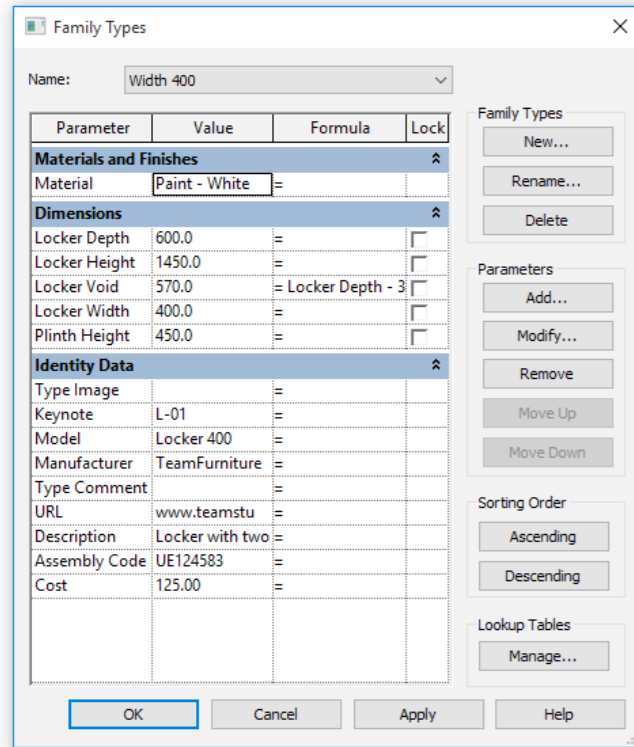 Family Types
Name: Width 400
Parameter Value Formula Lock
Materials and Finishes
Material Paint - White =
Dimensions
Locker Depth 600.0 =
Locker Height 1450.0 =
Locker Void 570.0 = Locker Depth - 3
Locker Width 400.0 =
Plinth Height 450.0 =
Identity Data
Type Image =
Keynote L-01 =
Model Locker 400 =
Manufacturer TeamFurniture =
Type Comment =
URL www.teamstu =
Description Locker with two =
Assembly Code UE124583 =
Cost 125.00 =
Family Types
New...
Rename...
Delete
Parameters
Add...
Modify...
Remove
Move Up
Move Down
Sorting Order
Ascending
Descending
Lookup Tables
Manage...
OK Cancel Apply Help